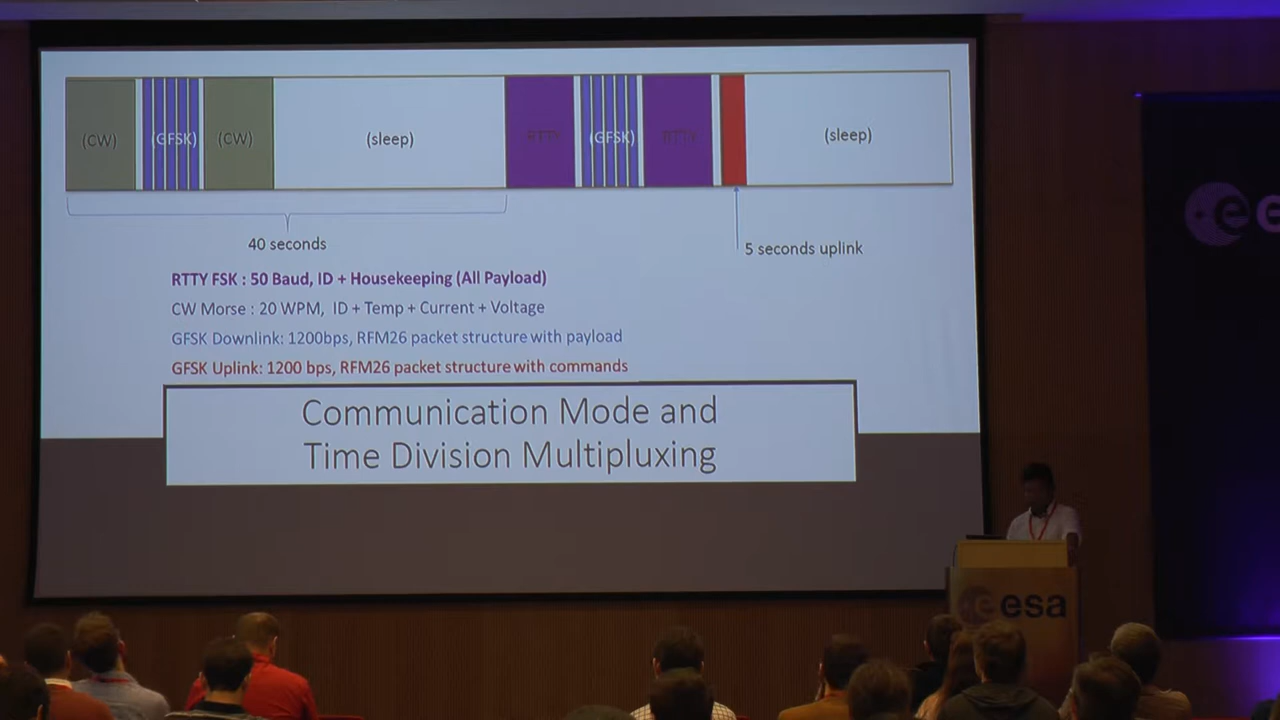 (CW)
(GFSK)
(CW)
(sleep)
RTTY
(GFSK)
RTTY
(sleep)
40 seconds
5 seconds uplink
RTTY FSK : 50 Baud, ID + Housekeeping (All Payload)
CW Morse : 20 WPM, ID + Temp + Current + Voltage
GFSK Downlink: 1200bps, RFM26 packet structure with payload
GFSK Uplink: 1200 bps, RFM26 packet structure with commands
Communication Mode and
Time Division Multipluxing
esa
esa